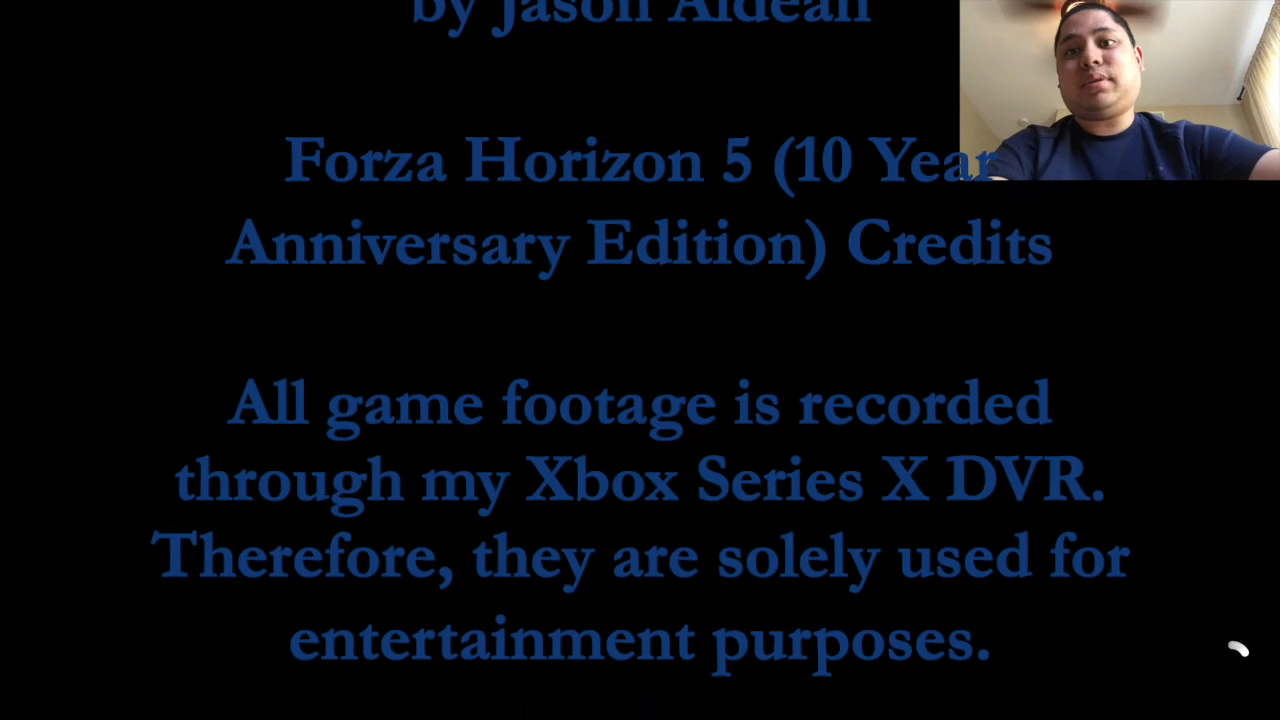 by Jason Aldean
Forza Horizon 5 (10 Year
Anniversary Edition) Credits
All game footage is recorded
through my Xbox Series X DVR.
Therefore, they are solely used for
entertainment purposes.